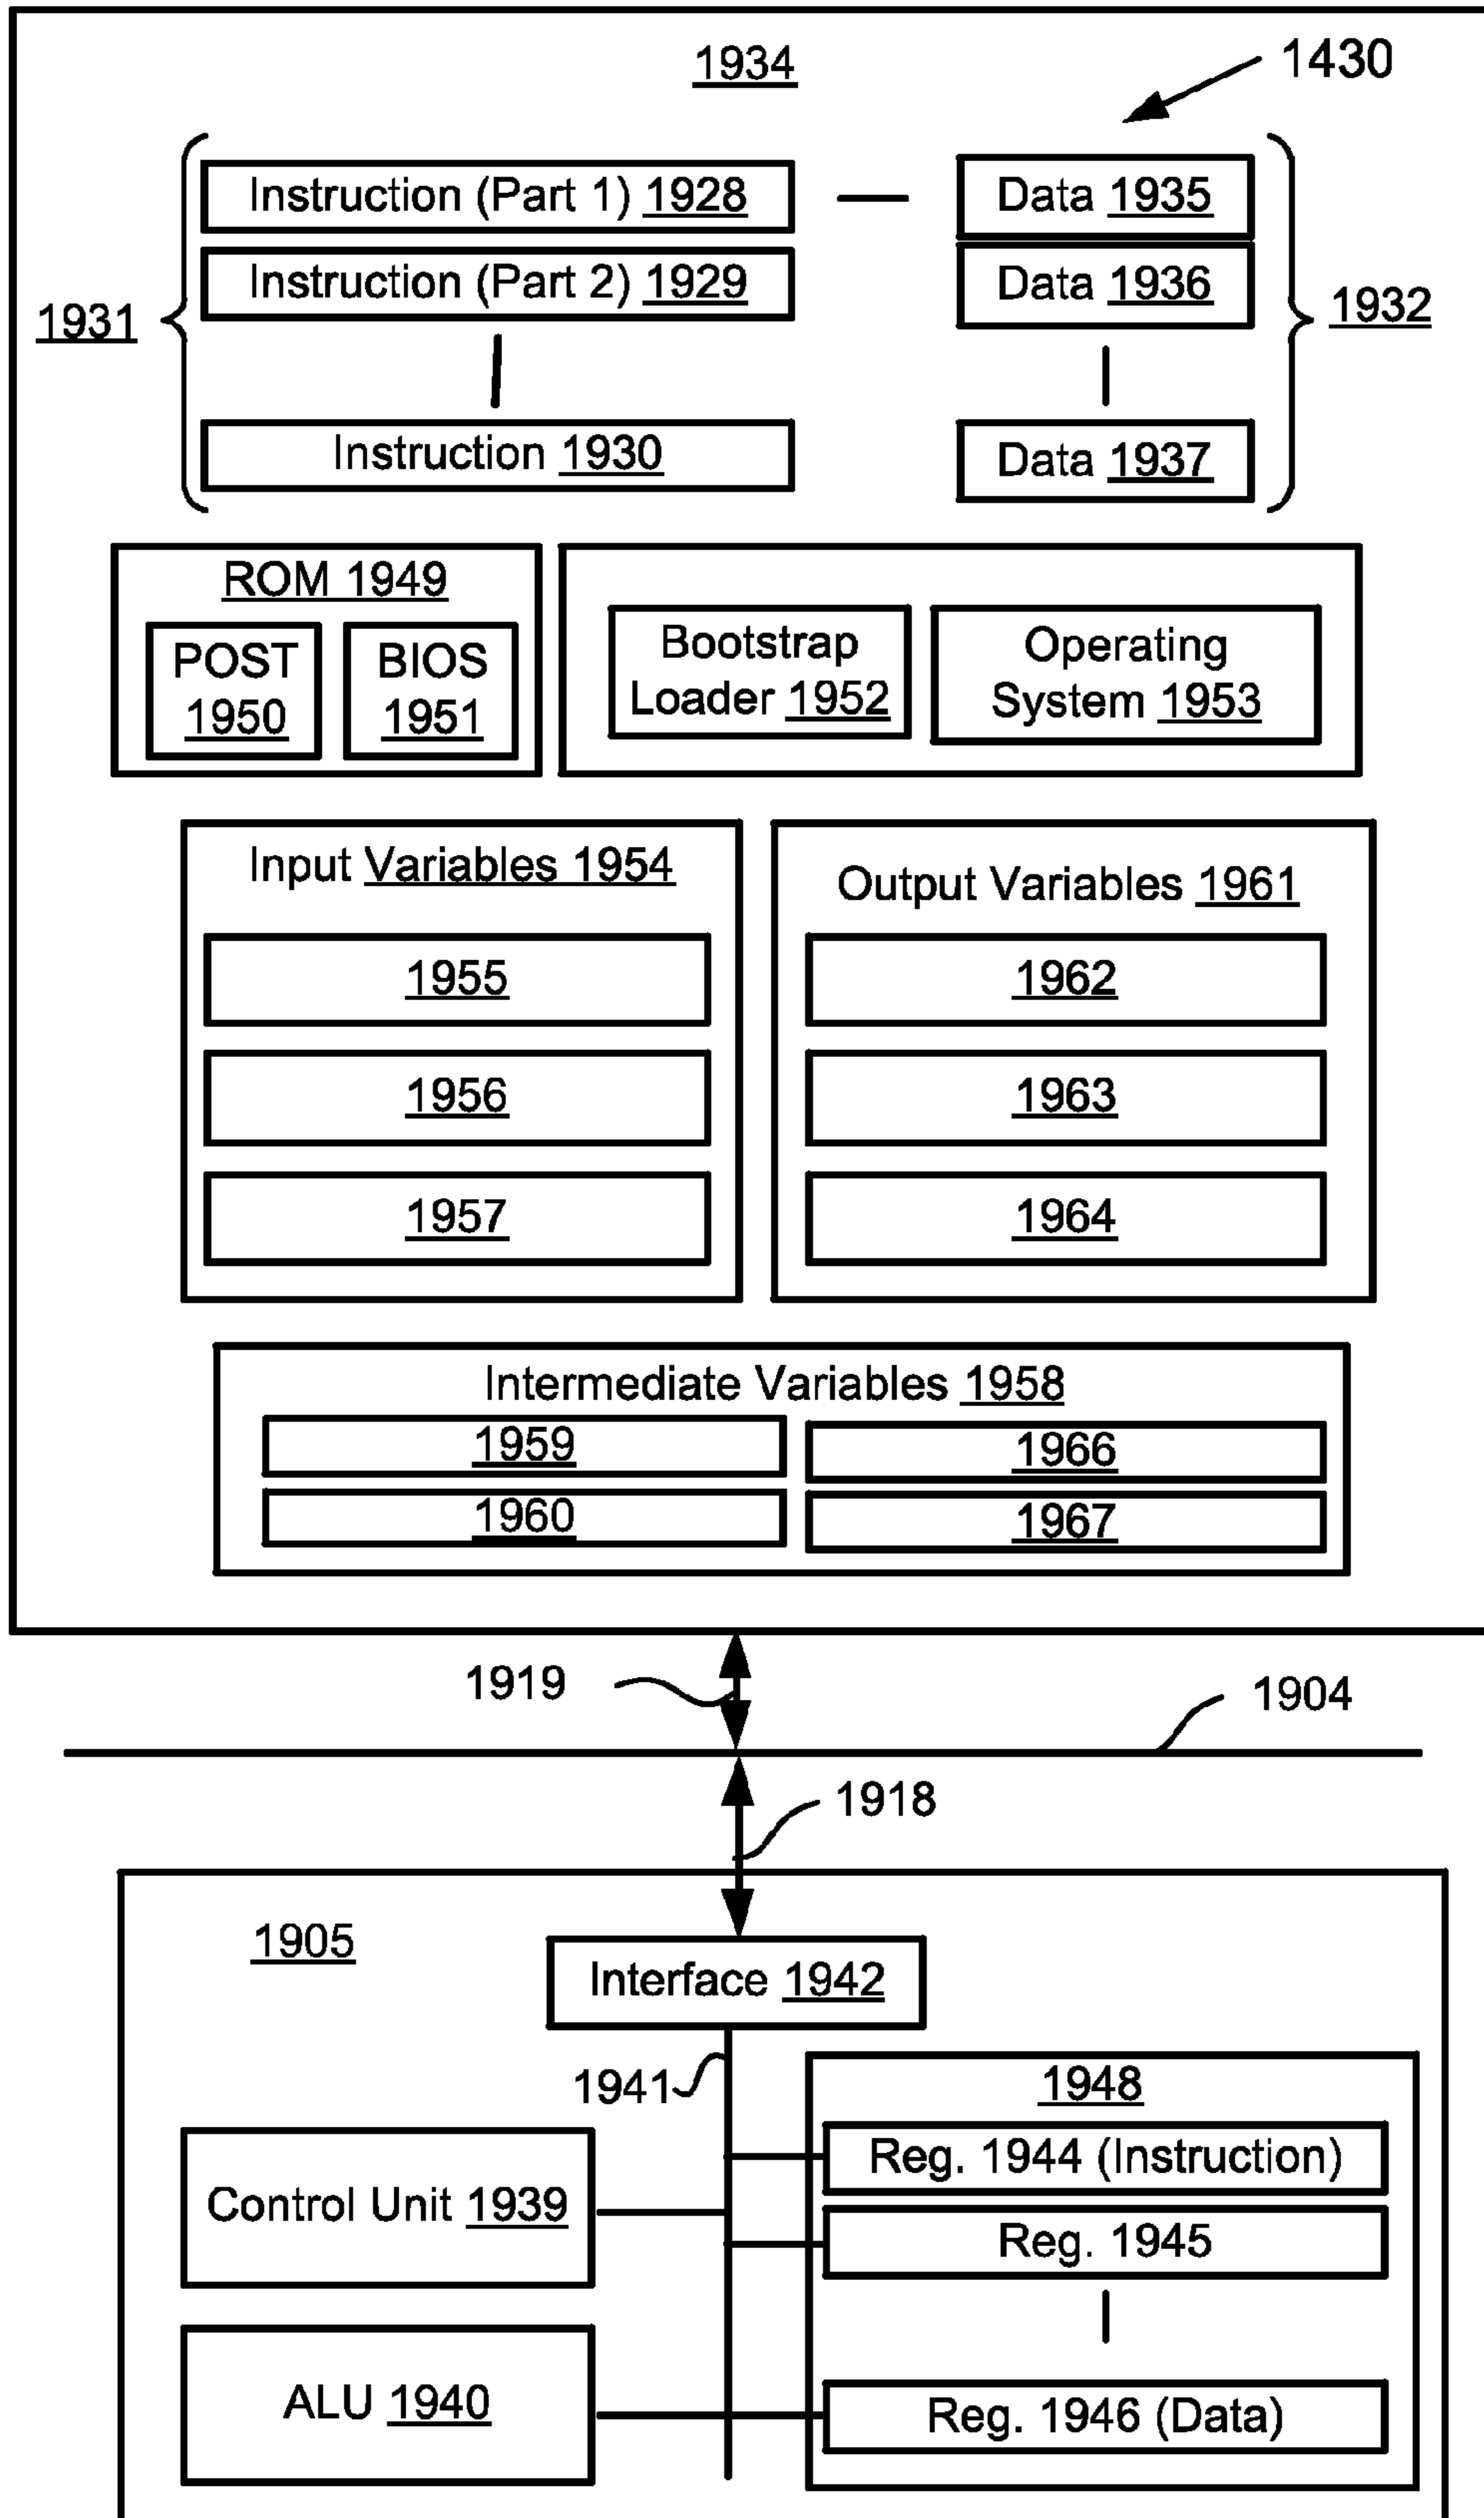 1934
1430
Instruction (Part 1) 1928
Data 1935
Instruction (Part 2) 1929
Data 1936
1931
1932
Instruction 1930
Data 1937
ROM 1949
POST
1950
BIOS
1951
Bootstrap
Loader 1952
Operating
System 1953
Input Variables 1954
1955
1956
1957
Output Variables 1961
1962
1963
1964
Intermediate Variables 1958
1959
1966
1960
1967
1919
1904
1918
1905
Interface 1942
1941
1948
Reg. 1944 (Instruction)
Control Unit 1939
Reg. 1945
ALU 1940
Reg. 1946 (Data)